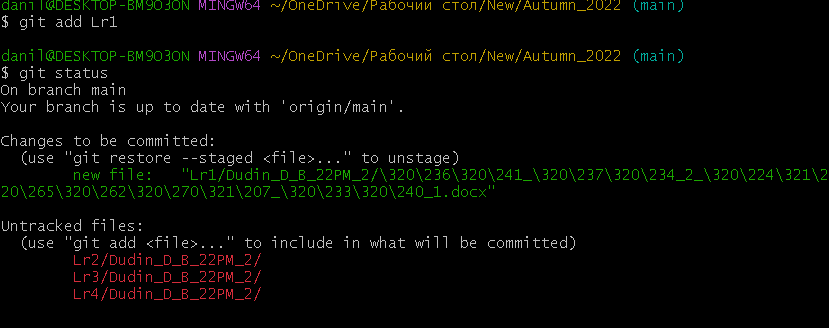 danil@DESKTOP-BM9O3ON MINGW64 ~/OneDrive/Рабочий стол/New/Autumn_2022 (main)
$ git add Lr1
danil@DESKTOP-BM9O3ON MINGW64 ~/OneDrive/Рабочий стол/New/Autumn_2022 (main)
$ git status
On branch main
Your branch is up to date with 'origin/main'.
Changes to be committed:
(use "git restore --staged <file>..." to unstage)
new file: "Lr1/Dudin_D_B_22PM_2/\320\236\320\241_\320\237\320\234_2_\320\224\321\2
20\265\320\262\320\270\321\207_\320\233\320\240_1.docx"
Untracked files:
(use "git add <file>..." to include in what will be committed)
Lr2/Dudin_D_B_22PM_2/
Lr3/Dudin_D_B_22PM_2/
Lr4/Dudin_D_B_22PM_2/